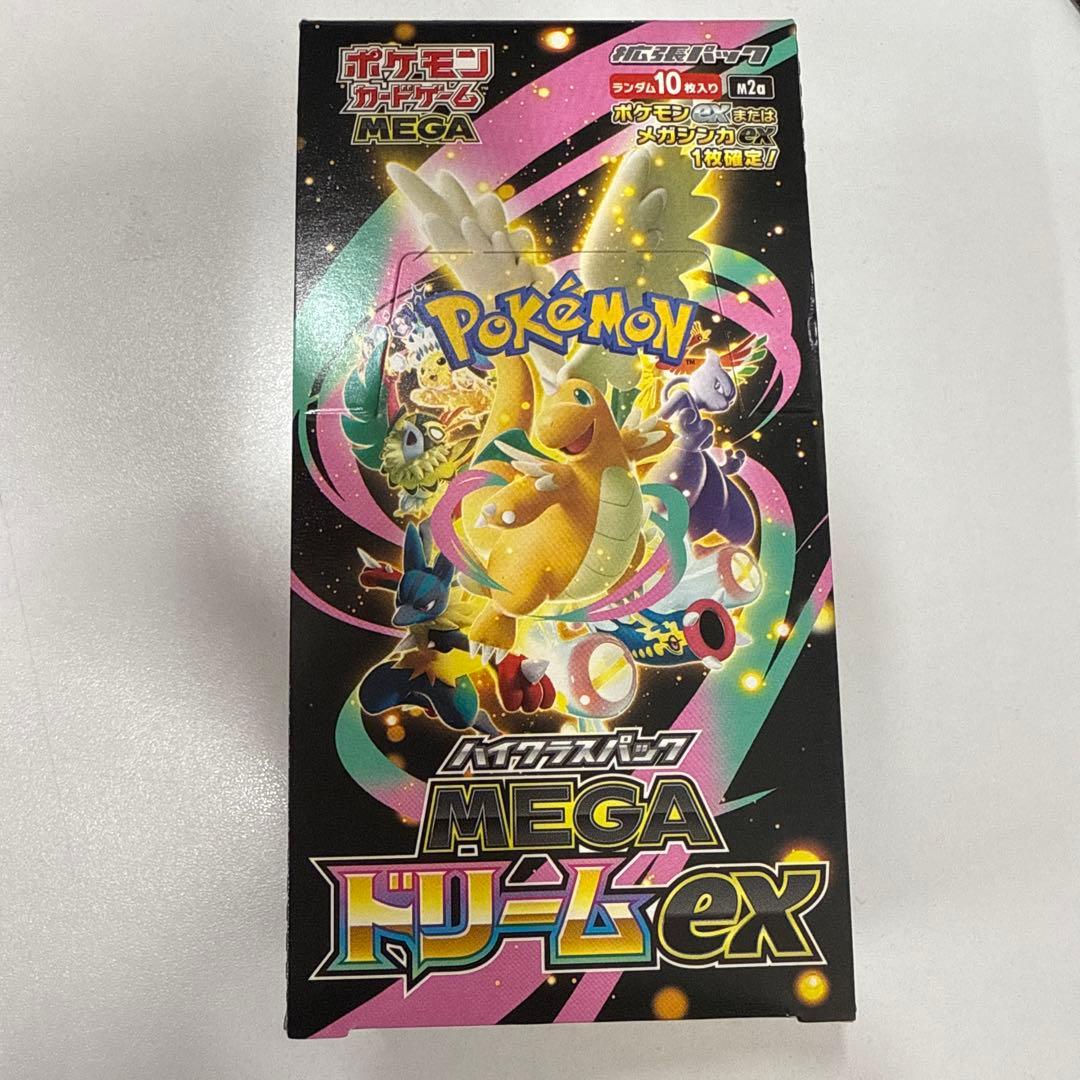 ポケモン
カードゲーム™
MEGA
拡張パック
ランダム10枚入り M2a
ポケモンexまたは
メガシンカex
1枚確定！
POKéMON
™
ハイクラスパック
MEGA
ドリームex